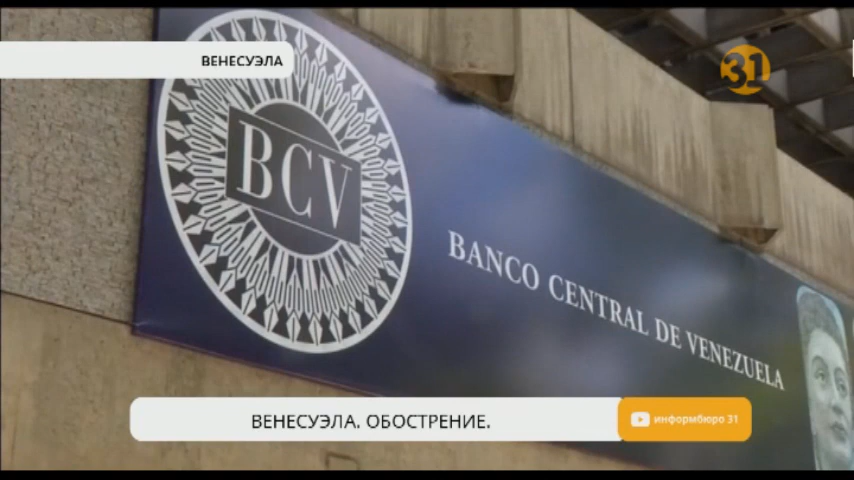 ВЕНЕСУЭЛА
31
BCV
BANCO CENTRAL DE VENEZUELA
ВЕНЕСУЭЛА. ОБОСТРЕНИЕ.
информбюро 31